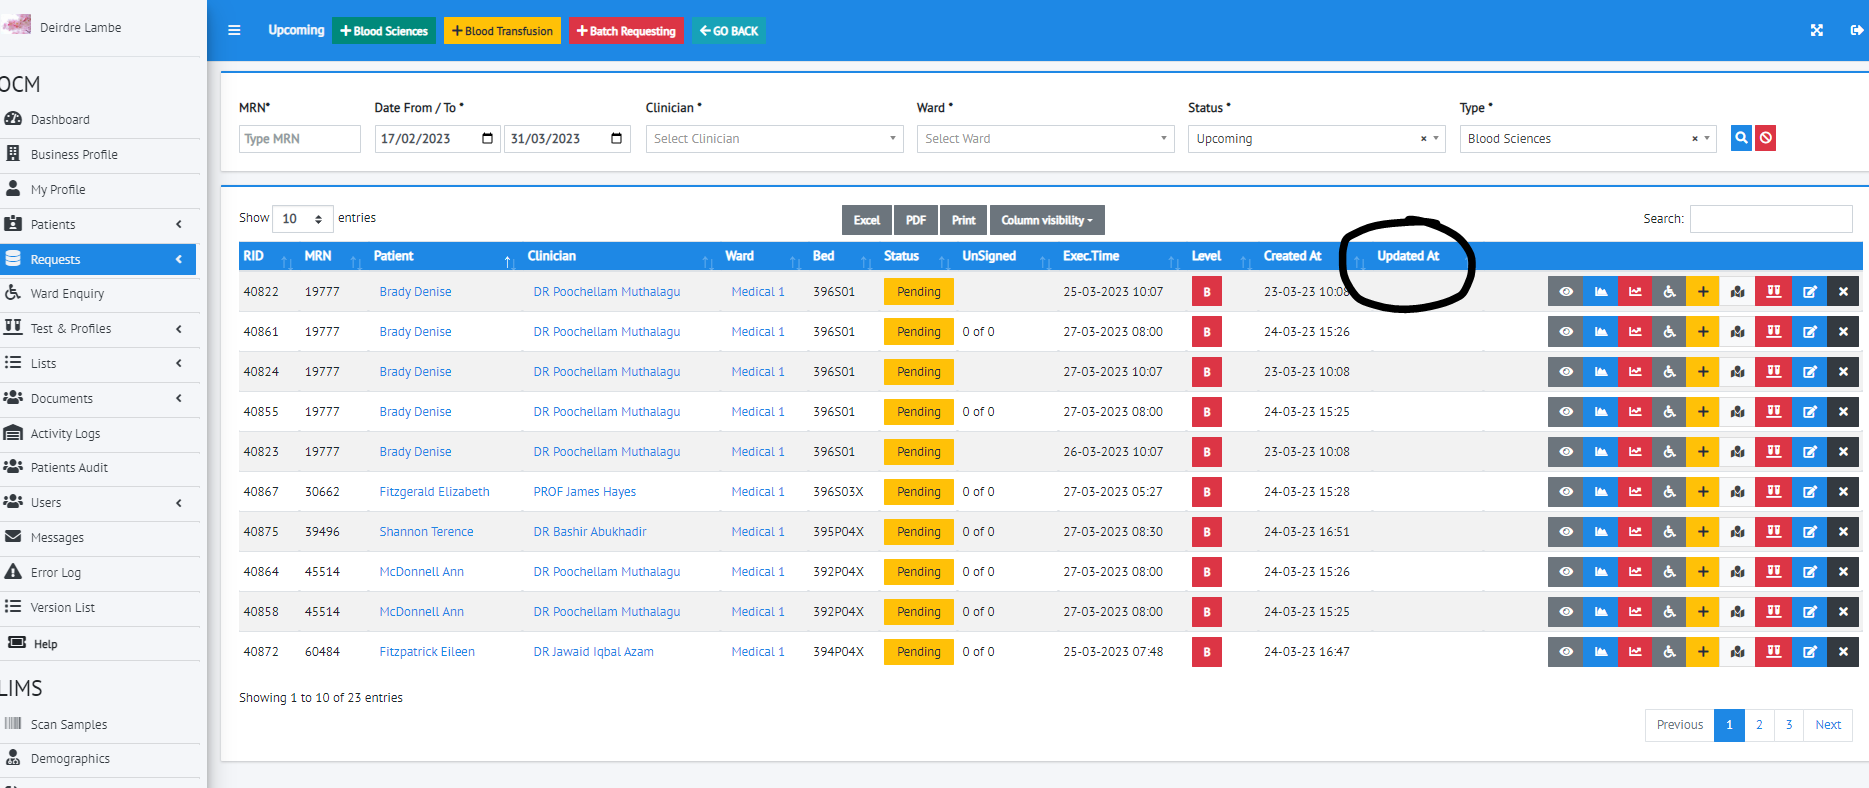 Deirdre Lambe
Upcoming + Blood Sciences + Blood Transfusion + Batch Requesting GO BACK
OCM
Dashboard
Business Profile
My Profile
Patients
Requests
Ward Enquiry
Test & Profiles
Lists
Documents
Activity Logs
Patients Audit
Users
Messages
Error Log
Version List
Help
LIMS
Scan Samples
Demographics
MRN* Date From / To * Clinician * Ward * Status * Type *
Type MRN 17/02/2023 31/03/2023 Select Clinician Select Ward Upcoming × Blood Sciences ×
Show 10 entries Excel PDF Print Column visibility Search:
RID MRN Patient Clinician Ward Bed Status UnSigned Exec.Time Level Created At Updated At
40822 19777 Brady Denise DR Poochellam Muthalagu Medical 1 396S01 Pending 25-03-2023 10:07 B 23-03-23 10:08
40861 19777 Brady Denise DR Poochellam Muthalagu Medical 1 396S01 Pending 0 of 0 27-03-2023 08:00 B 24-03-23 15:26
40824 19777 Brady Denise DR Poochellam Muthalagu Medical 1 396S01 Pending 27-03-2023 10:07 B 23-03-23 10:08
40855 19777 Brady Denise DR Poochellam Muthalagu Medical 1 396S01 Pending 0 of 0 27-03-2023 08:00 B 24-03-23 15:25
40823 19777 Brady Denise DR Poochellam Muthalagu Medical 1 396S01 Pending 26-03-2023 10:07 B 23-03-23 10:08
40867 30662 Fitzgerald Elizabeth PROF James Hayes Medical 1 396S03X Pending 0 of 0 27-03-2023 05:27 B 24-03-23 15:28
40875 39496 Shannon Terence DR Bashir Abukhadir Medical 1 395P04X Pending 0 of 0 27-03-2023 08:30 B 24-03-23 16:51
40864 45514 McDonnell Ann DR Poochellam Muthalagu Medical 1 392P04X Pending 0 of 0 27-03-2023 08:00 B 24-03-23 15:26
40858 45514 McDonnell Ann DR Poochellam Muthalagu Medical 1 392P04X Pending 0 of 0 27-03-2023 08:00 B 24-03-23 15:25
40872 60484 Fitzpatrick Eileen DR Jawaid Iqbal Azam Medical 1 394P04X Pending 0 of 0 25-03-2023 07:48 B 24-03-23 16:47
Showing 1 to 10 of 23 entries
Previous 1 2 3 Next